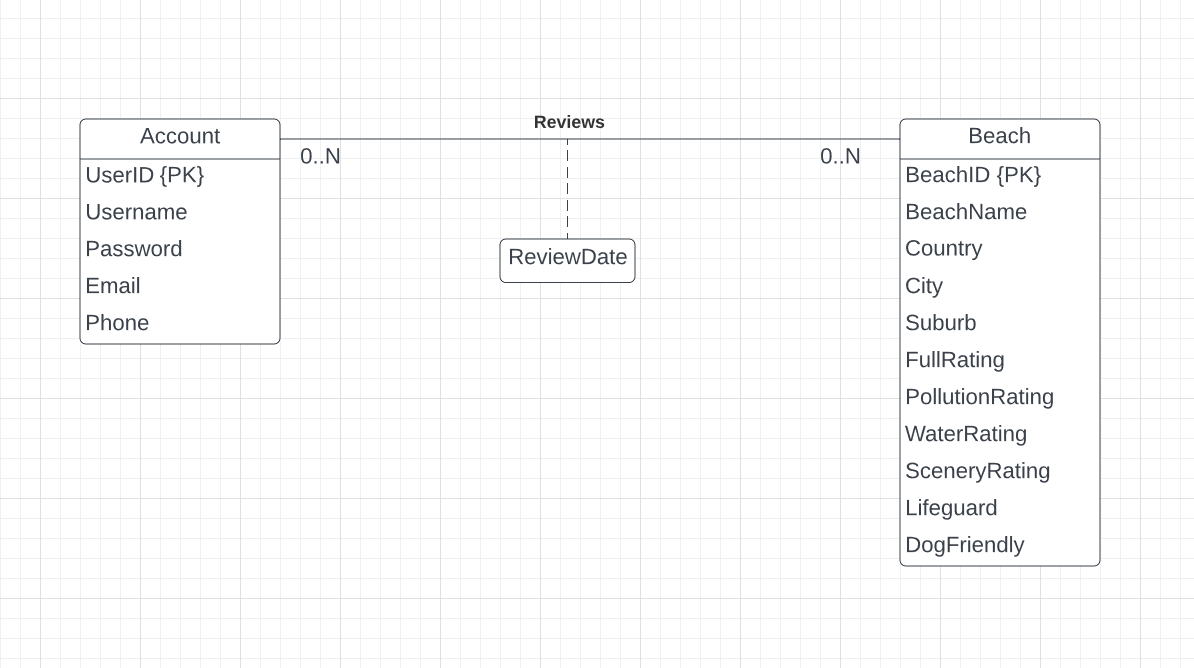 Reviews
Account
0..N
0..N
Beach
UserID {PK}
Username
Password
Email
Phone
ReviewDate
BeachID {PK}
BeachName
Country
City
Suburb
FullRating
PollutionRating
WaterRating
SceneryRating
Lifeguard
DogFriendly